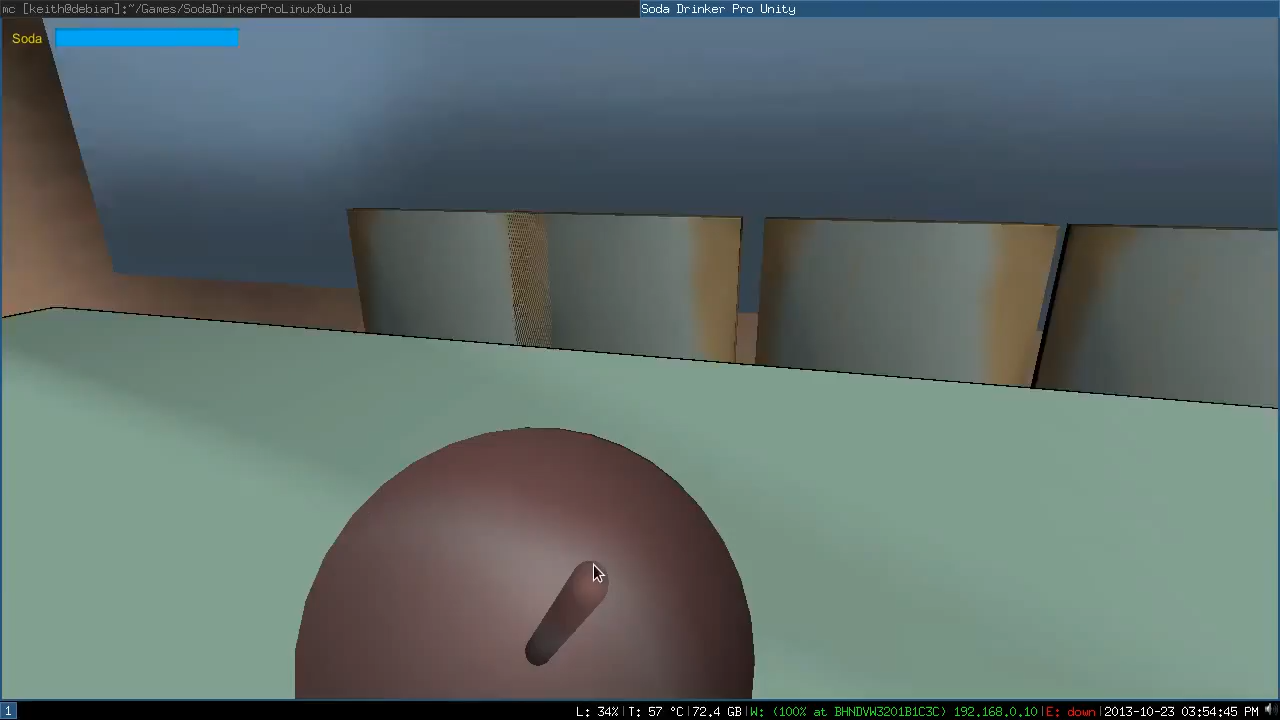 mc [keith@debian]:~/Games/SodaDrinkerProLinuxBuild
Soda Drinker Pro Unity
Soda
1
L: 34%|T: 57 °C|72.4 GB|W: (100% at BHNDVW3201B1C3C) 192.168.0.10|E: down|2013-10-23 03:54:45 PM